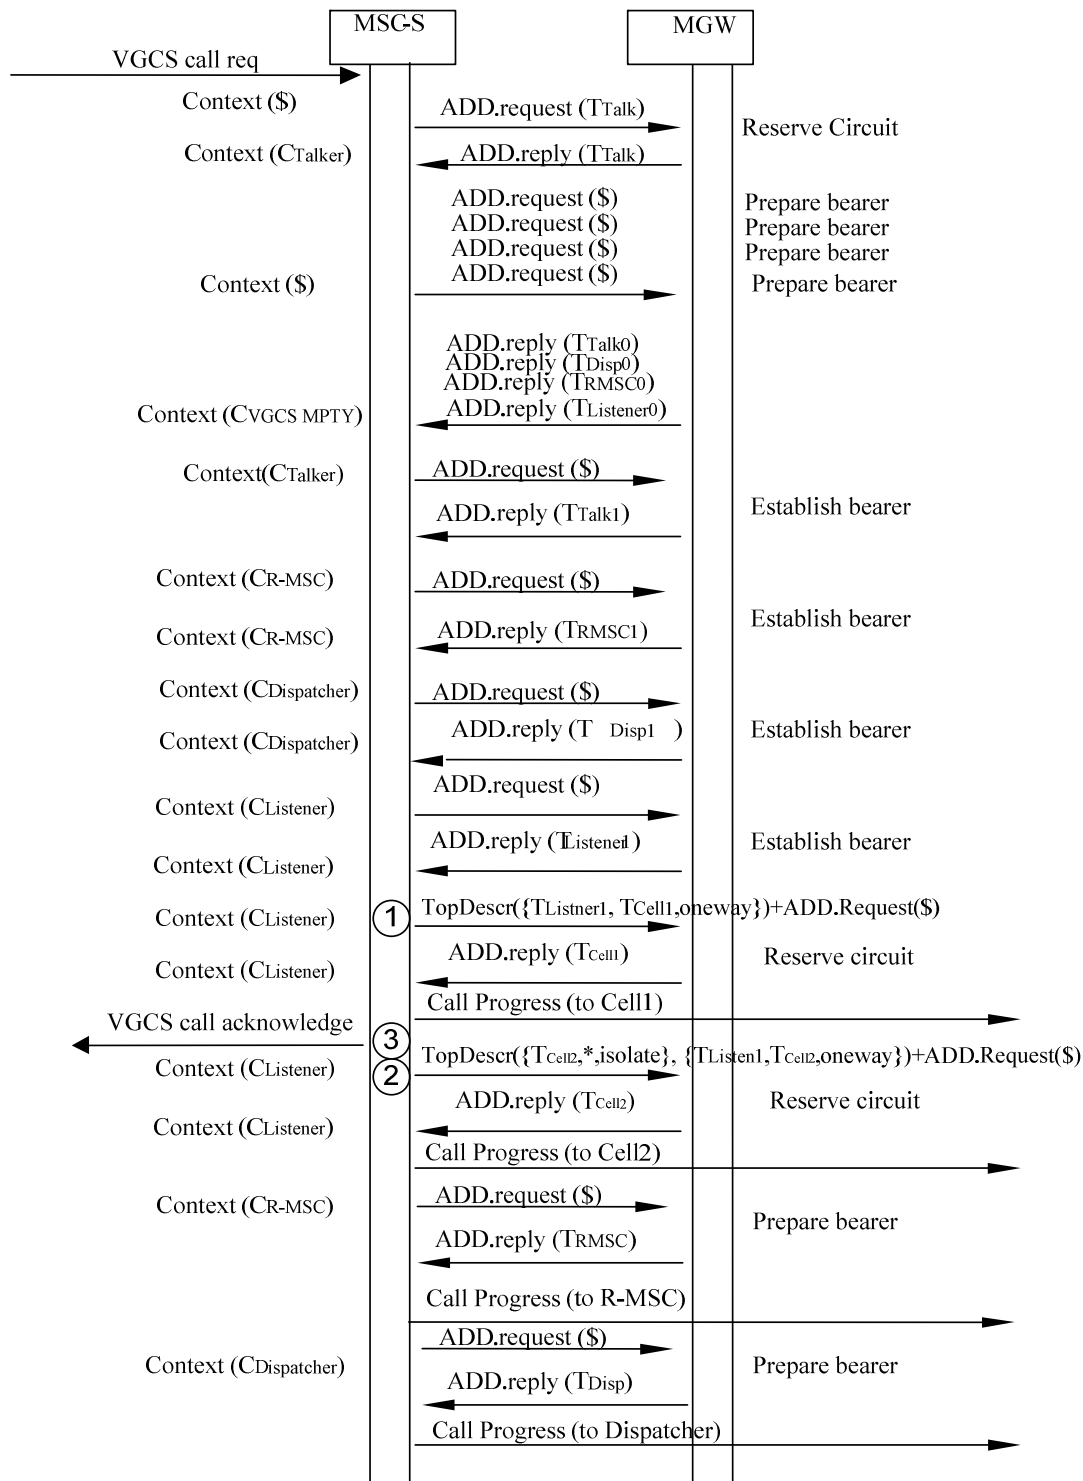 MSC-S
MGW
VGCS call req
Context ($)
ADD.request (TTalk)
Reserve Circuit
Context (CTalker)
ADD.reply (TTalk)
ADD.request ($)
Prepare bearer
ADD.request ($)
Prepare bearer
ADD.request ($)
Prepare bearer
ADD.request ($)
Context ($)
Prepare bearer
ADD.reply (TTalk0)
ADD.reply (TDisp0)
ADD.reply (TRMSC0)
ADD.reply (TListener0)
Context (CVGCS MPTY)
Context(CTalker)
ADD.request ($)
ADD.reply (TTalk1)
Establish bearer
Context (CR-MSC)
ADD.request ($)
Establish bearer
Context (CR-MSC)
ADD.reply (TRMSC1)
Context (CDispatcher)
ADD.request ($)
ADD.reply (T Disp1 )
Establish bearer
Context (CDispatcher)
ADD.request ($)
Context (CListener)
ADD.reply (TListener1)
Establish bearer
Context (CListener)
Context (CListener)
1
TopDescr({TListner1, TCell1,oneway})+ADD.Request($)
ADD.reply (TCell1)
Reserve circuit
Context (CListener)
Call Progress (to Cell1)
VGCS call acknowledge
3
TopDescr({TCell2,*,isolate}, {TListen1,TCell2,oneway})+ADD.Request($)
Context (CListener)
2
ADD.reply (TCell2)
Reserve circuit
Context (CListener)
Call Progress (to Cell2)
Context (CR-MSC)
ADD.request ($)
Prepare bearer
ADD.reply (TRMSC)
Call Progress (to R-MSC)
ADD.request ($)
Context (CDispatcher)
Prepare bearer
ADD.reply (TDisp)
Call Progress (to Dispatcher)